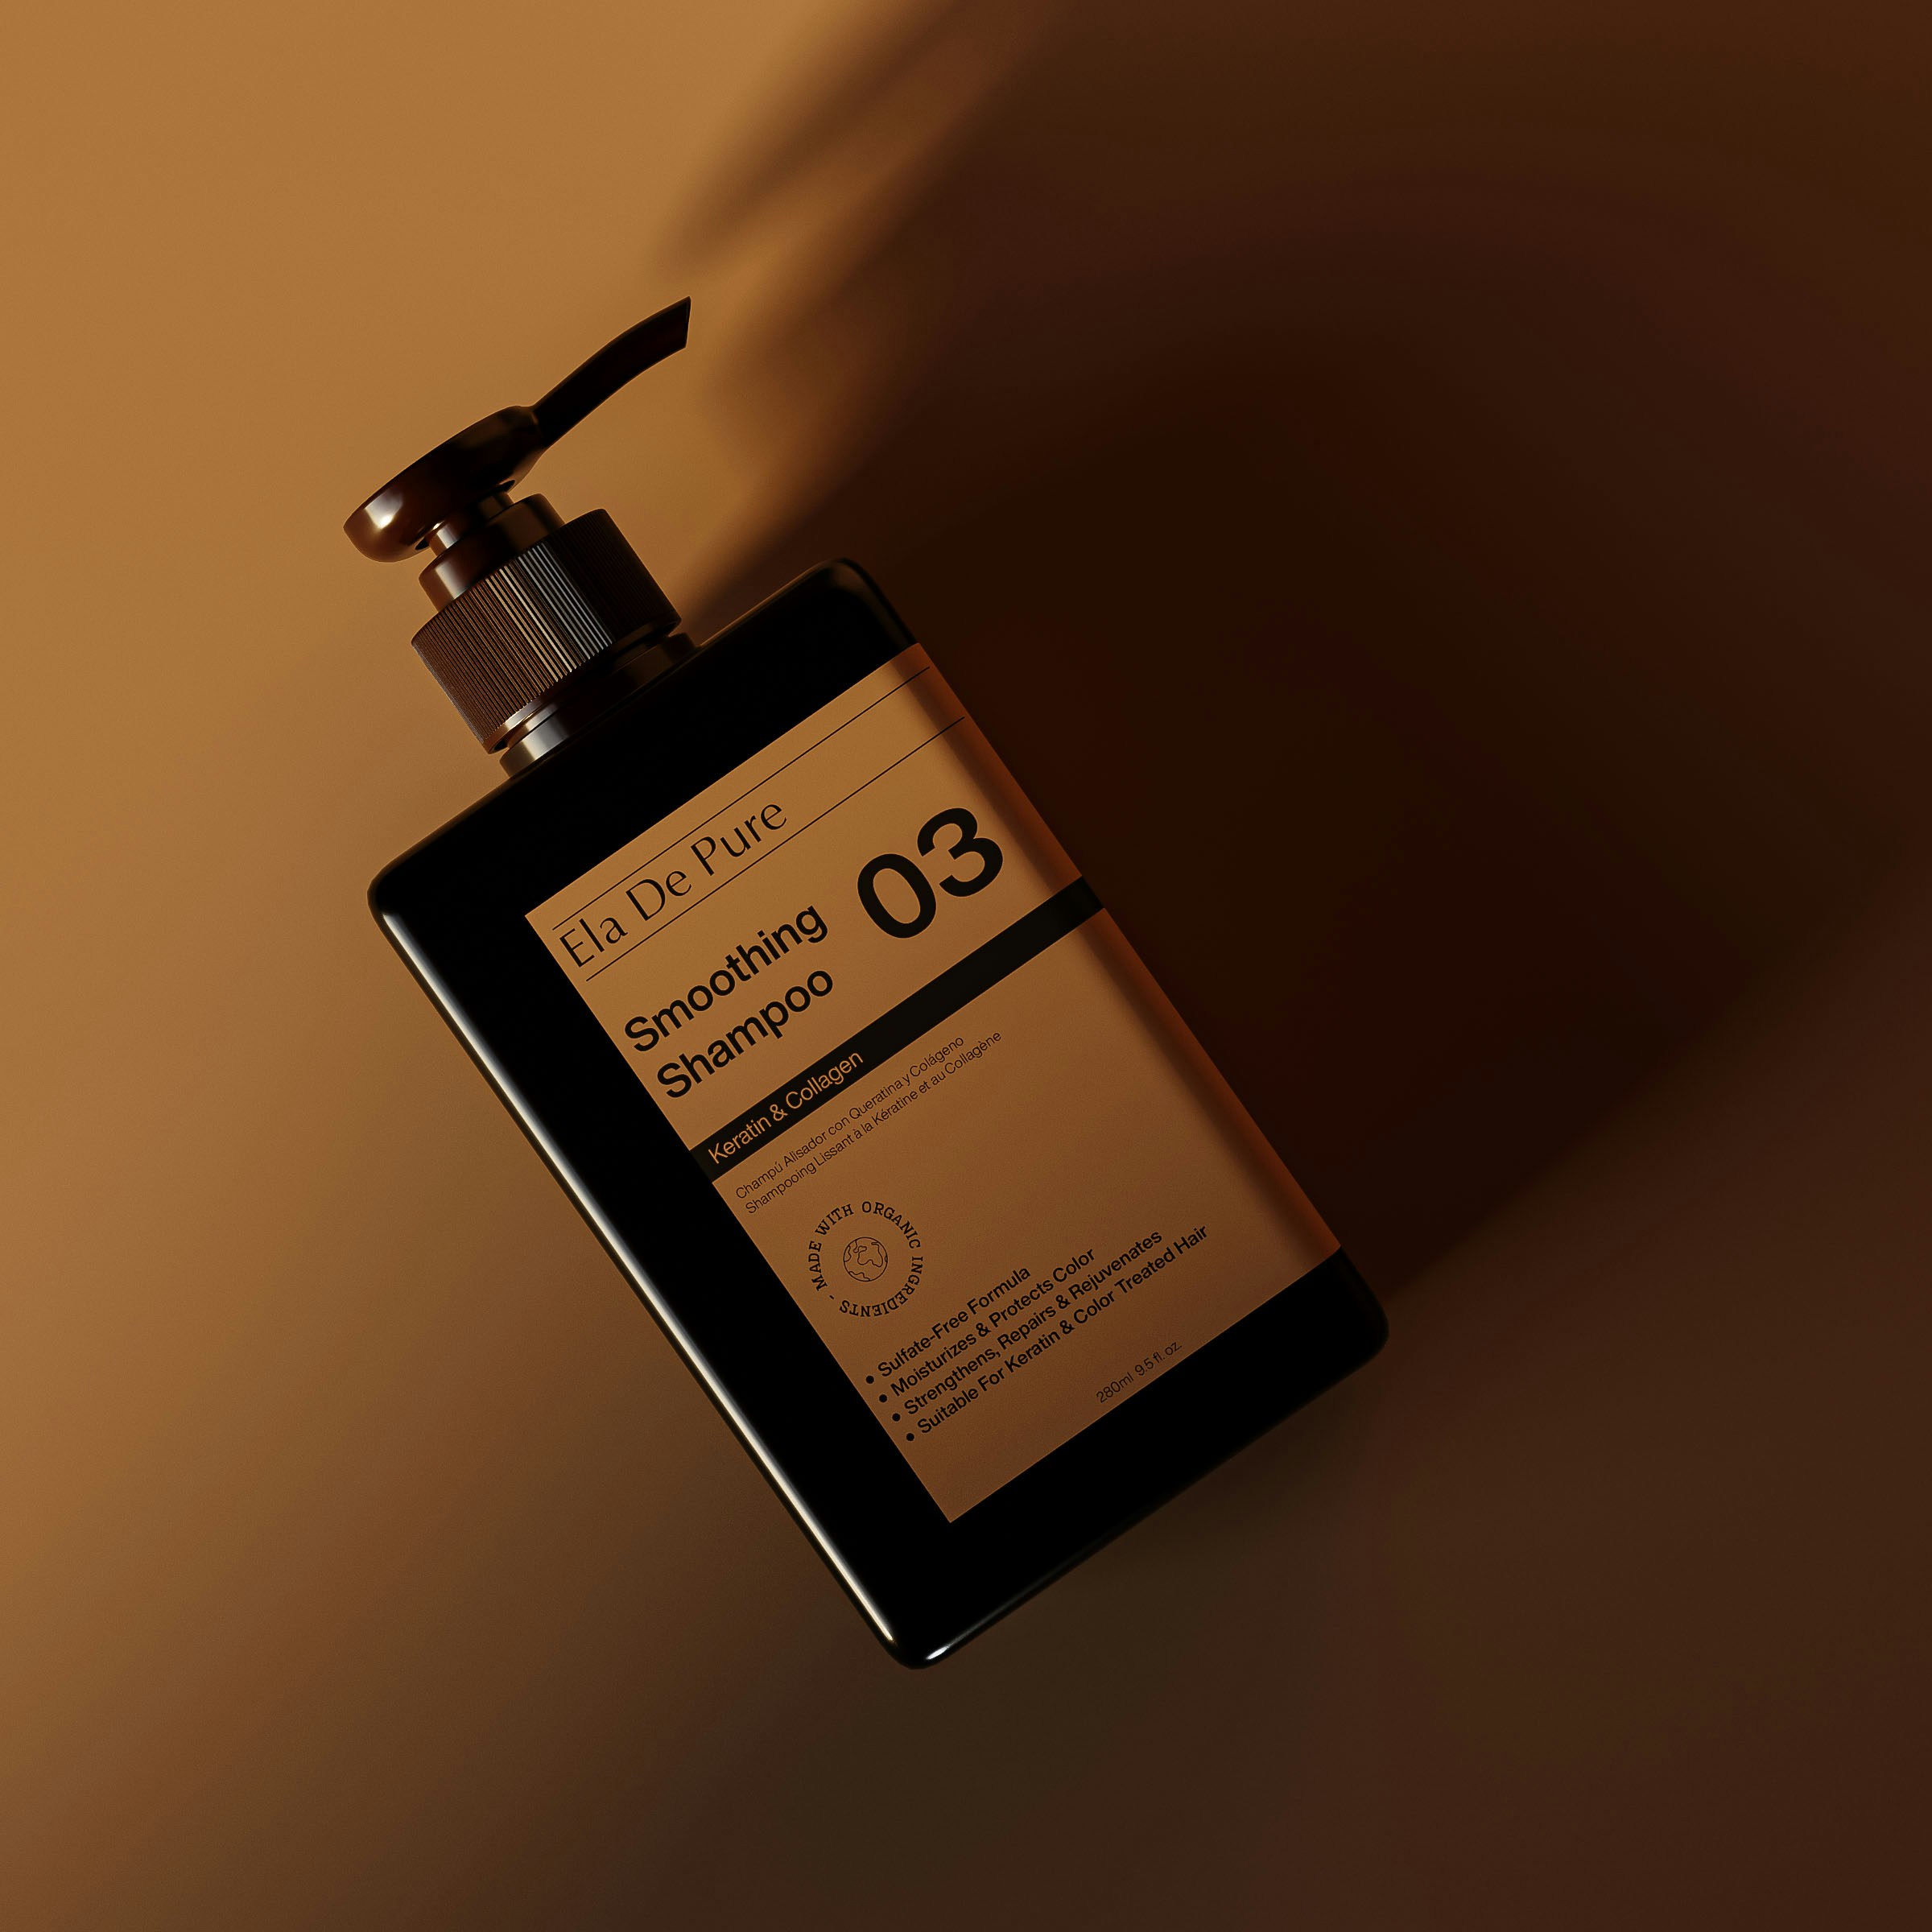 Ela De Pure
Smoothing
Shampoo
03
Keratin & Collagen
Champú Alisador con Queratina y Colágeno
Shampooing Lissant à la Kératine et au Collagène
MADE WITH ORGANIC INGREDIENTS -
• Sulfate-Free Formula
• Moisturizes & Protects Color
• Strengthens, Repairs & Rejuvenates
• Suitable For Keratin & Color Treated Hair
280ml 9.5 fl. oz.